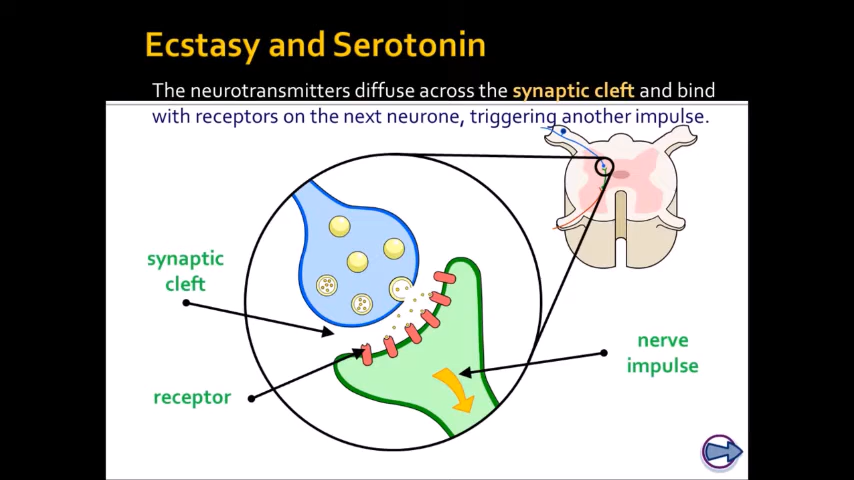 Ecstasy and Serotonin
The neurotransmitters diffuse across the synaptic cleft and bind
with receptors on the next neurone, triggering another impulse.
synaptic
cleft
receptor
nerve
impulse